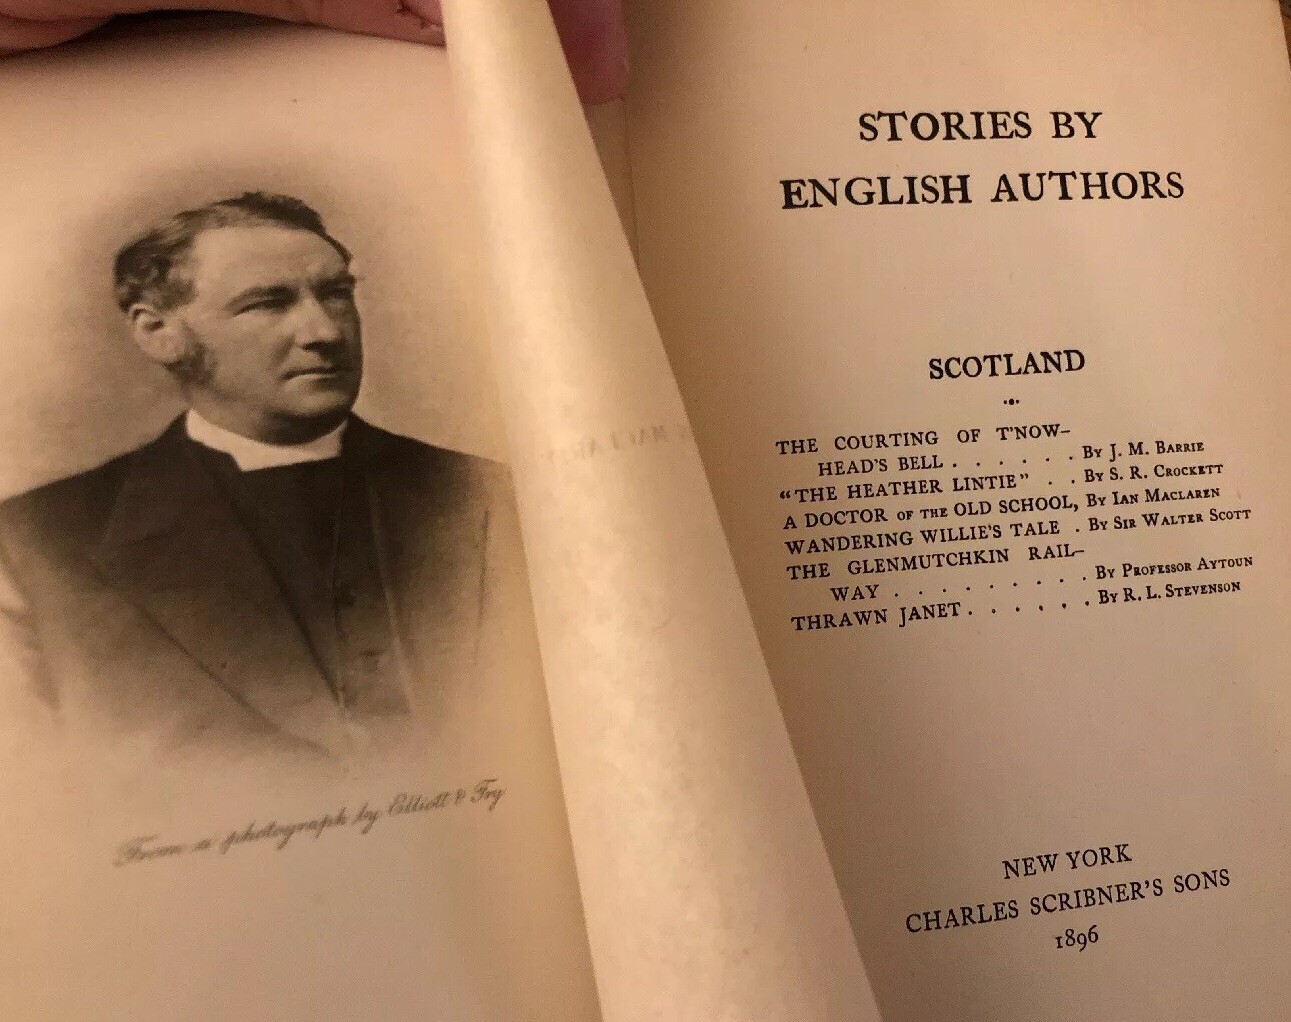 From a photograph by Elliott & Fry
STORIES BY
ENGLISH AUTHORS
SCOTLAND
THE COURTING OF T'NOW-
HEAD'S BELL . . . . . . By J. M. Barrie
"THE HEATHER LINTIE" . . By S. R. Crockett
A DOCTOR OF THE OLD SCHOOL, By Ian Maclaren
WANDERING WILLIE'S TALE . By Sir Walter Scott
THE GLENMUTCHKIN RAIL-
WAY . . . . . . . . . . By Professor Aytoun
THRAWN JANET . . . . . . By R. L. Stevenson
NEW YORK
CHARLES SCRIBNER'S SONS
1896